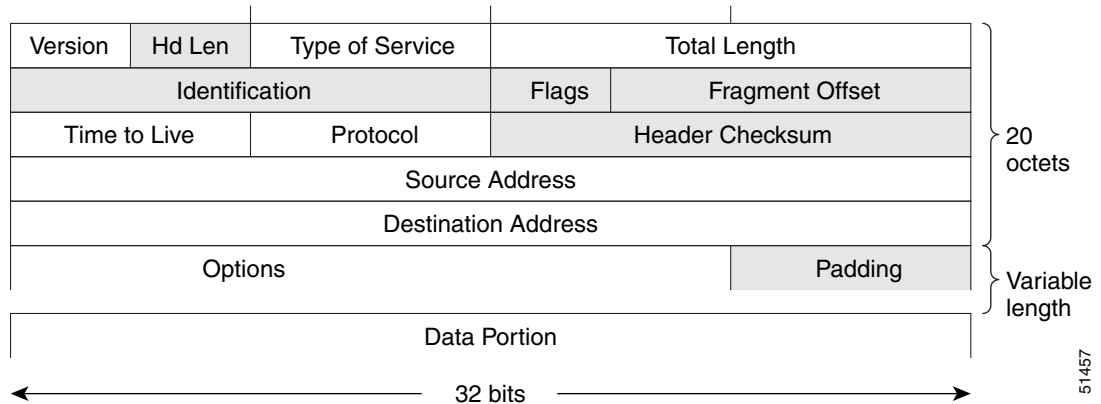 Version Hd Len Type of Service Total Length
Identification Flags Fragment Offset
Time to Live Protocol Header Checksum
20
octets
Source Address
Destination Address
Options Padding
Variable
length
Data Portion
32 bits
51457